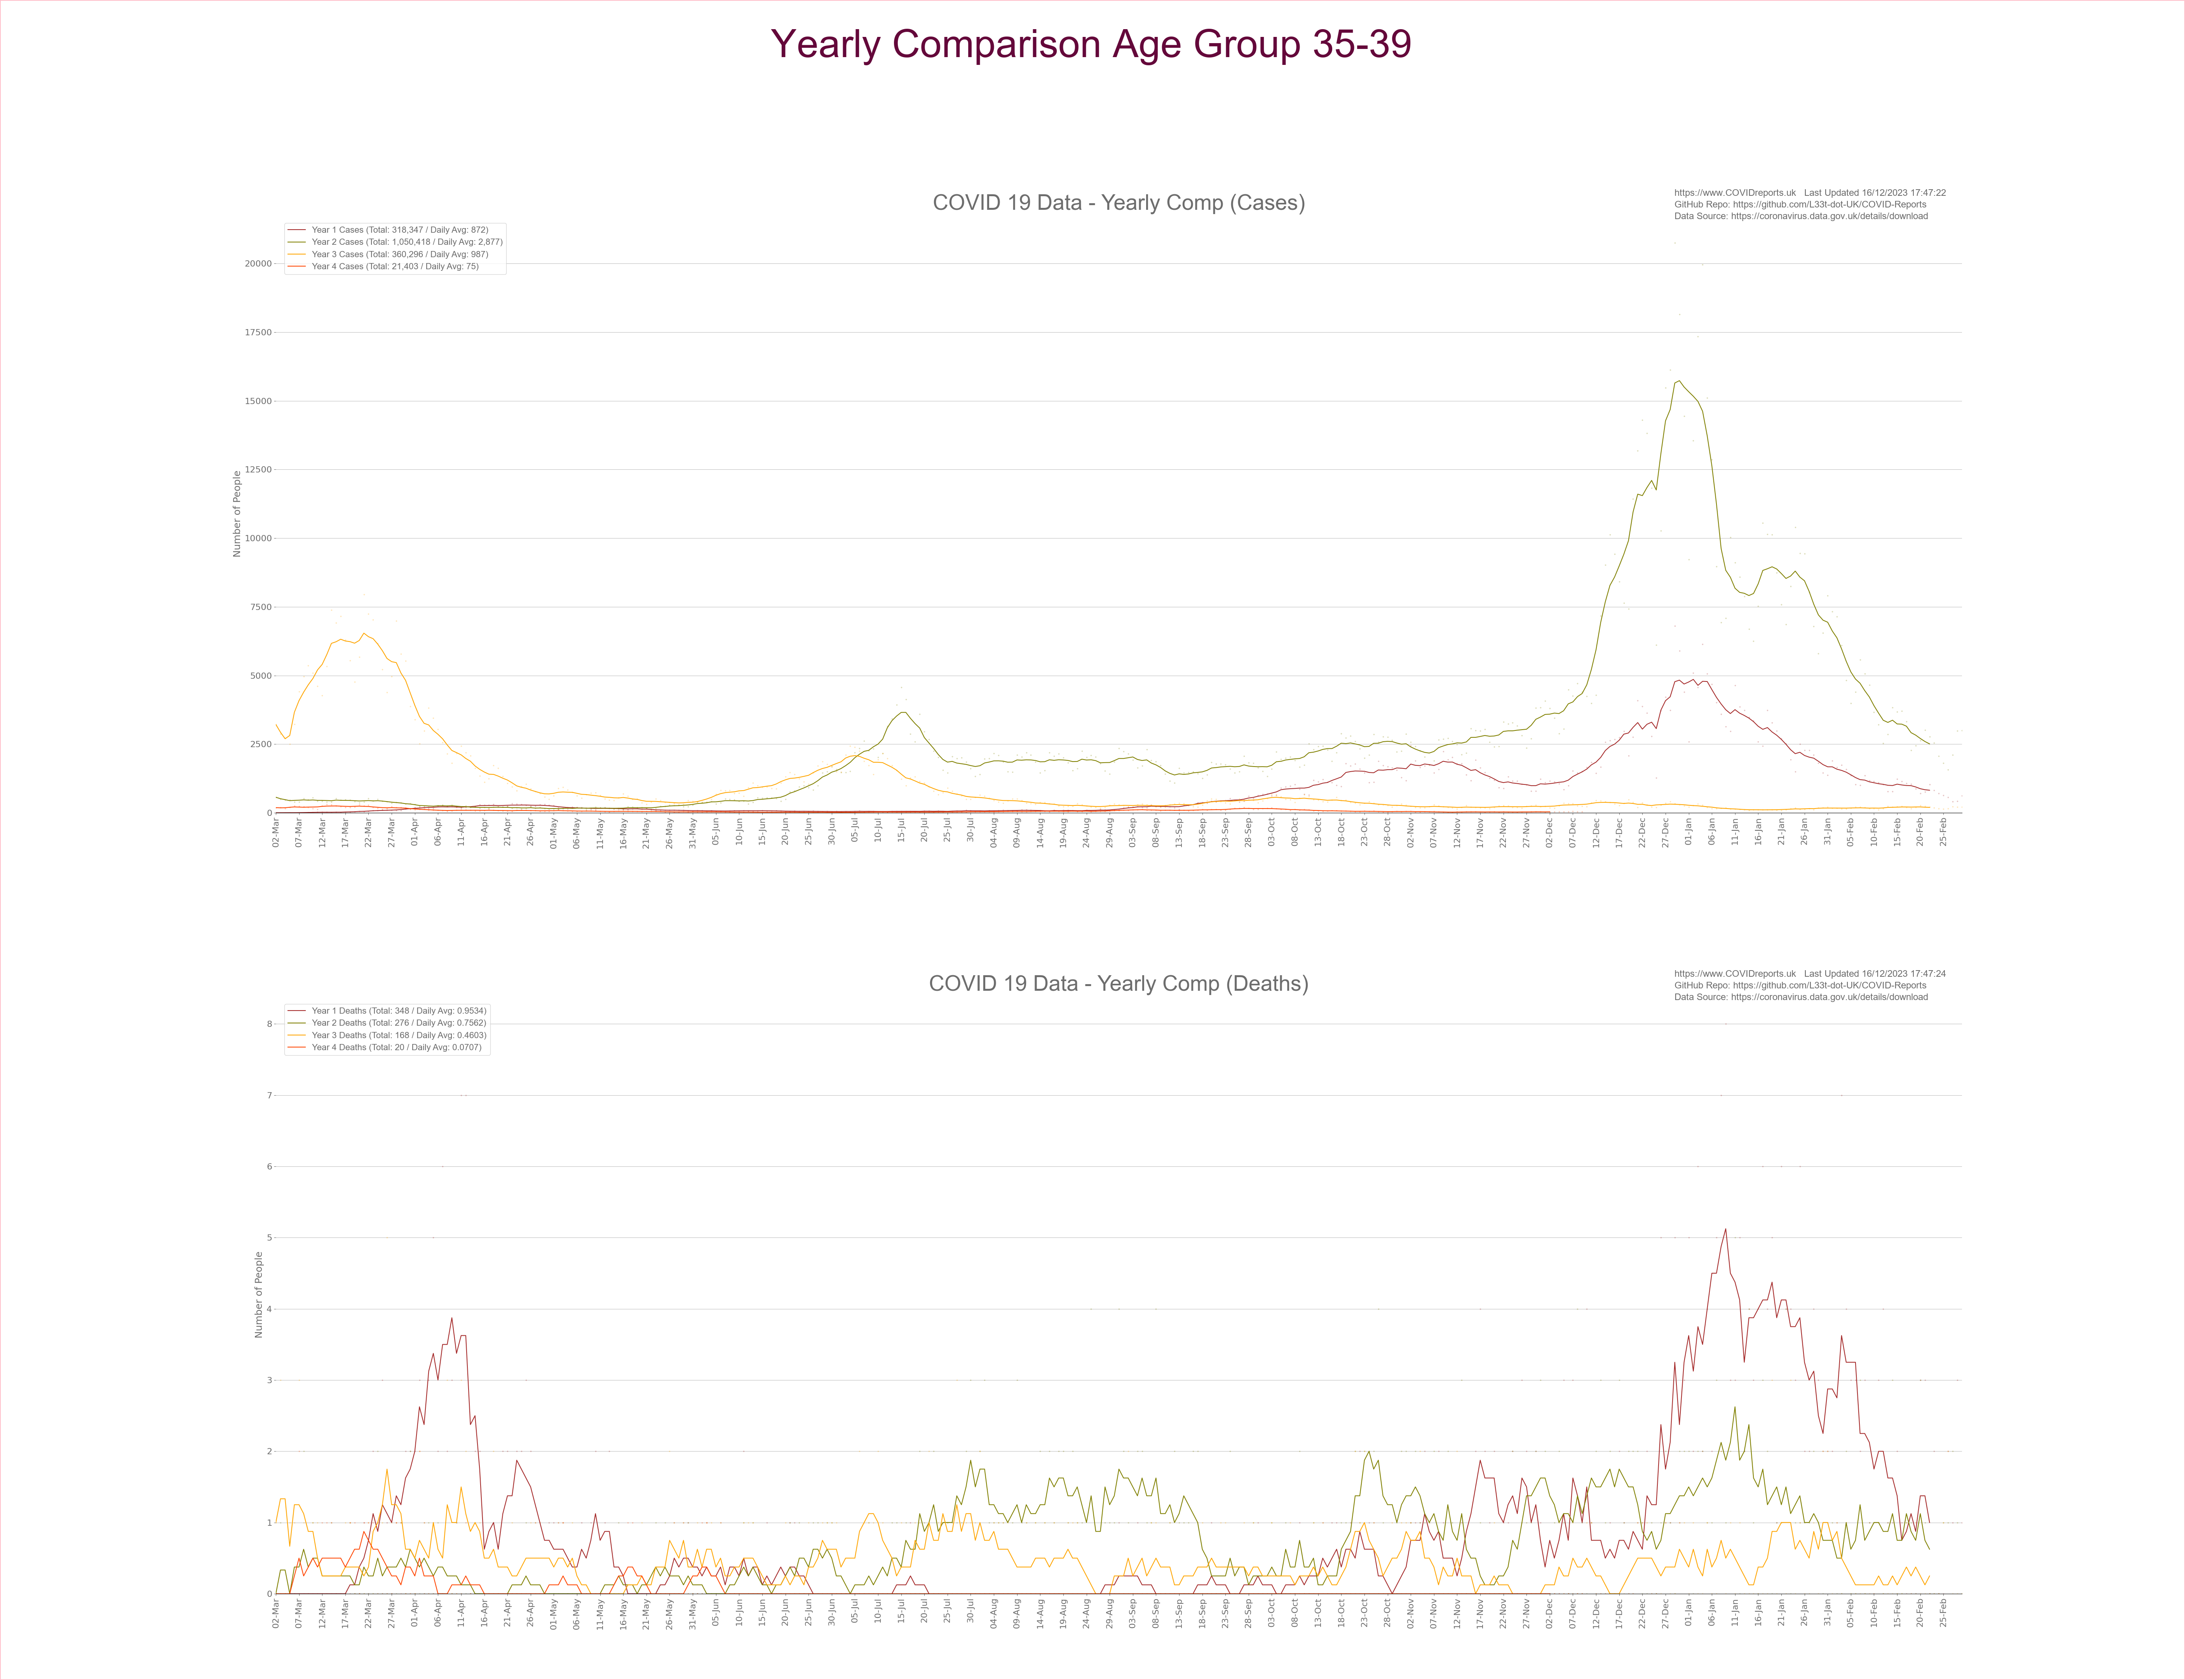 Yearly Comparison Age Group 35-39
COVID 19 Data - Yearly Comp (Cases)
https://www.COVIDreports.uk   Last Updated 16/12/2023 17:47:22
GitHub Repo: https://github.com/L33t-dot-UK/COVID-Reports
Data Source: https://coronavirus.data.gov.uk/details/download
Year 1 Cases (Total: 318,347 / Daily Avg: 872)
Year 2 Cases (Total: 1,050,418 / Daily Avg: 2,877)
Year 3 Cases (Total: 360,296 / Daily Avg: 987)
Year 4 Cases (Total: 21,403 / Daily Avg: 75)
Number of People
20000
17500
15000
12500
10000
7500
5000
2500
0
02-Mar 07-Mar 12-Mar 17-Mar 22-Mar 27-Mar 01-Apr 06-Apr 11-Apr 16-Apr 21-Apr 26-Apr 01-May 06-May 11-May 16-May 21-May 26-May 31-May 05-Jun 10-Jun 15-Jun 20-Jun 25-Jun 30-Jun 05-Jul 10-Jul 15-Jul 20-Jul 25-Jul 30-Jul 04-Aug 09-Aug 14-Aug 19-Aug 24-Aug 29-Aug 03-Sep 08-Sep 13-Sep 18-Sep 23-Sep 28-Sep 03-Oct 08-Oct 13-Oct 18-Oct 23-Oct 28-Oct 02-Nov 07-Nov 12-Nov 17-Nov 22-Nov 27-Nov 02-Dec 07-Dec 12-Dec 17-Dec 22-Dec 27-Dec 01-Jan 06-Jan 11-Jan 16-Jan 21-Jan 26-Jan 31-Jan 05-Feb 10-Feb 15-Feb 20-Feb 25-Feb
COVID 19 Data - Yearly Comp (Deaths)
https://www.COVIDreports.uk   Last Updated 16/12/2023 17:47:24
GitHub Repo: https://github.com/L33t-dot-UK/COVID-Reports
Data Source: https://coronavirus.data.gov.uk/details/download
Year 1 Deaths (Total: 348 / Daily Avg: 0.9534)
Year 2 Deaths (Total: 276 / Daily Avg: 0.7562)
Year 3 Deaths (Total: 168 / Daily Avg: 0.4603)
Year 4 Deaths (Total: 20 / Daily Avg: 0.0707)
Number of People
8
7
6
5
4
3
2
1
0
02-Mar 07-Mar 12-Mar 17-Mar 22-Mar 27-Mar 01-Apr 06-Apr 11-Apr 16-Apr 21-Apr 26-Apr 01-May 06-May 11-May 16-May 21-May 26-May 31-May 05-Jun 10-Jun 15-Jun 20-Jun 25-Jun 30-Jun 05-Jul 10-Jul 15-Jul 20-Jul 25-Jul 30-Jul 04-Aug 09-Aug 14-Aug 19-Aug 24-Aug 29-Aug 03-Sep 08-Sep 13-Sep 18-Sep 23-Sep 28-Sep 03-Oct 08-Oct 13-Oct 18-Oct 23-Oct 28-Oct 02-Nov 07-Nov 12-Nov 17-Nov 22-Nov 27-Nov 02-Dec 07-Dec 12-Dec 17-Dec 22-Dec 27-Dec 01-Jan 06-Jan 11-Jan 16-Jan 21-Jan 26-Jan 31-Jan 05-Feb 10-Feb 15-Feb 20-Feb 25-Feb